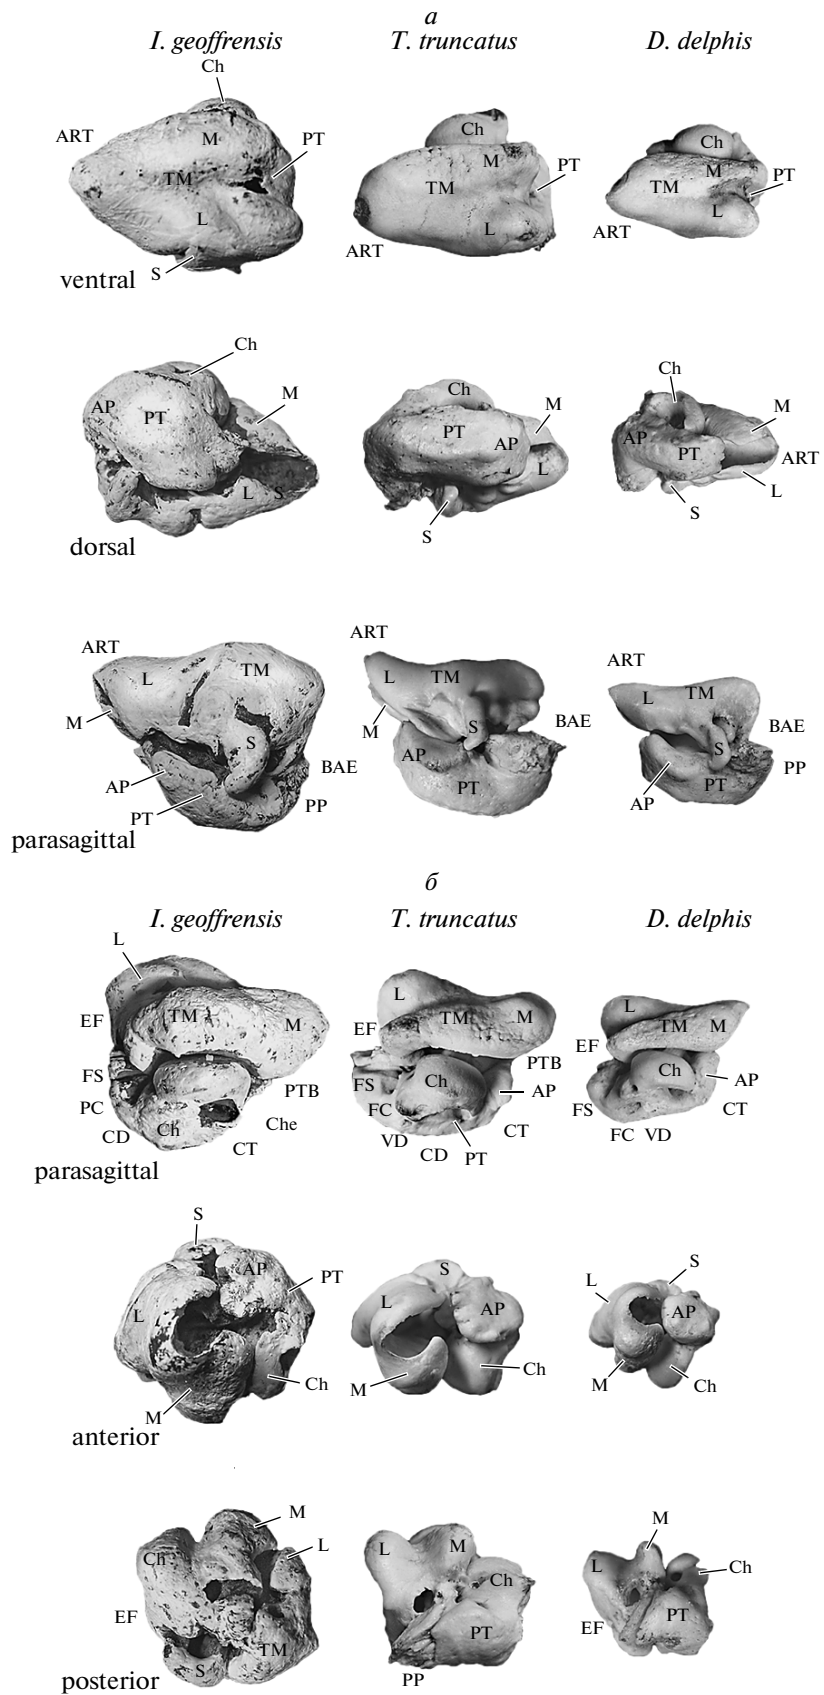 а
I. geoffrensis T. truncatus D. delphis
Ch
ART M PT TM L S
Ch M PT TM L ART
Ch M PT TM L ART
ventral
Ch AP PT M L S
Ch M PT AP L S
Ch M AP PT ART L S
dorsal
ART L TM M S AP BAE PT PP
ART L TM M S BAE AP PT
ART L TM BAE S PP AP PT
parasagittal
б
I. geoffrensis T. truncatus D. delphis
L EF TM M FS PTB PC Che CD Ch CT
L TM M EF PTB FS Ch AP FC VD CD PT CT
L TM M EF Ch AP FS CT FC VD
parasagittal
S AP PT L Ch M
S AP Ch M
S L AP M Ch
anterior
M L Ch EF TM S
L M Ch PT PP
M L Ch EF PT
posterior